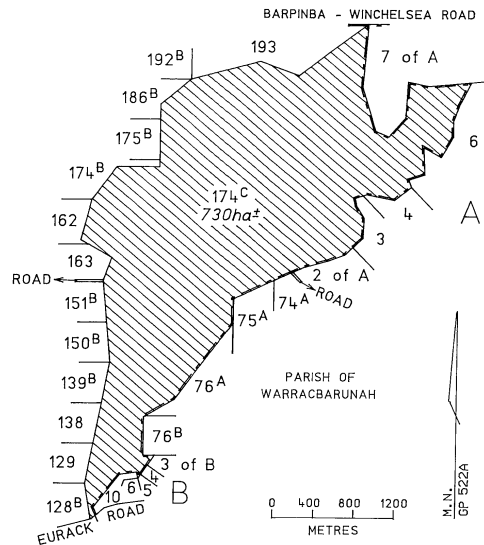 BARPINBA - WINCHELSEA ROAD
193
7 of A
192B
186B
6
175B
174B
174C
730ha±
4
A
162
3
163
2 of A
ROAD
74A
ROAD
151B
75A
150B
76A
PARISH OF
WARRACBARUNAH
139B
138
76B
129
3 of B
4
5
6
10
B
128B
EURACK ROAD
0 400 800 1200
METRES
M.N.
GP 522A